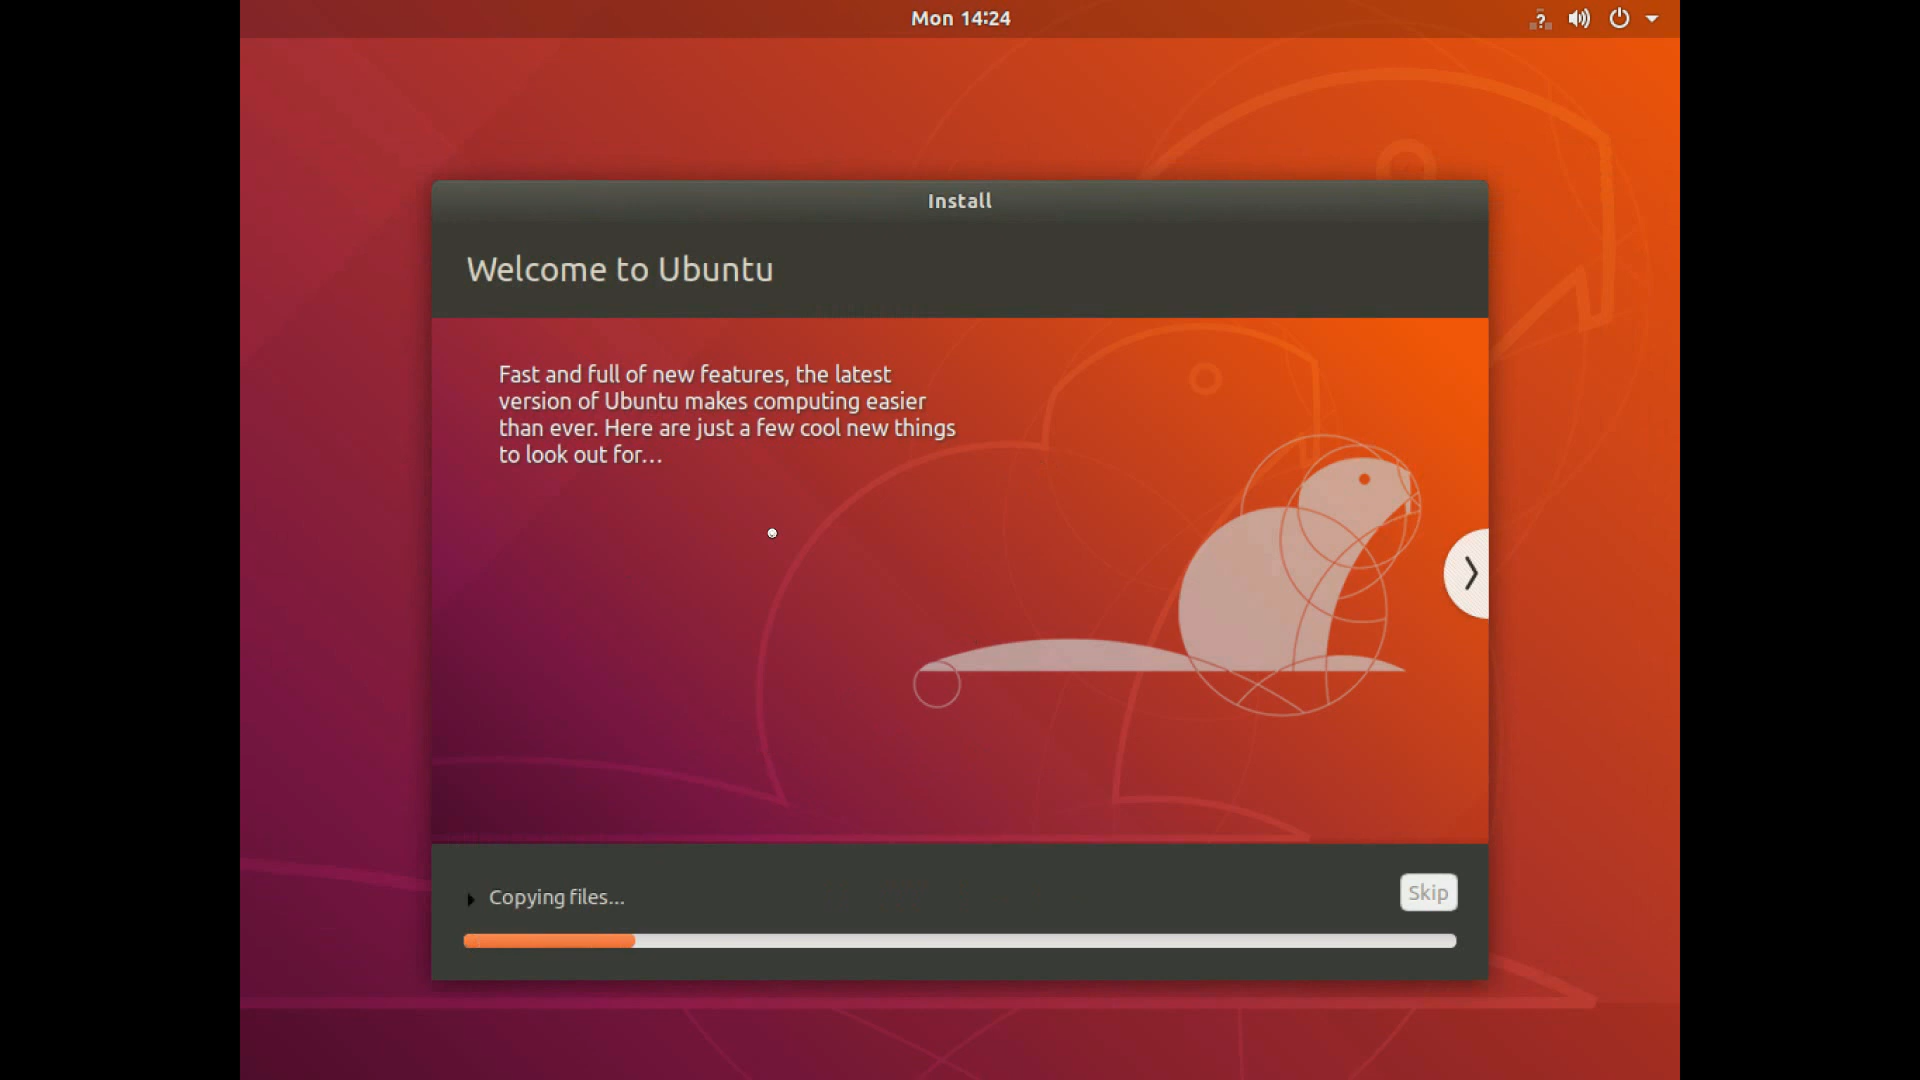 Mon 14:24
Install
Welcome to Ubuntu
Fast and full of new features, the latest
version of Ubuntu makes computing easier
than ever. Here are just a few cool new things
to look out for…
Copying files...
Skip